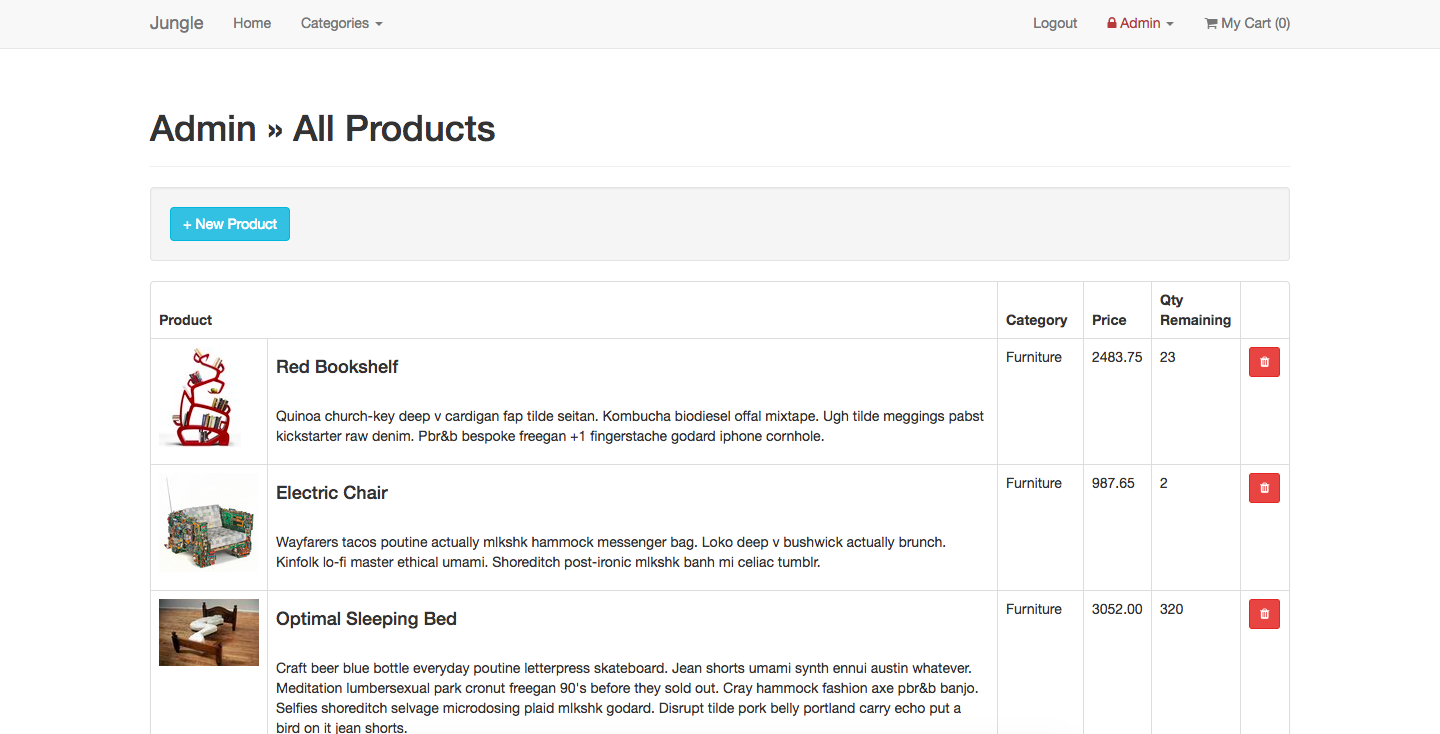 Jungle Home Categories Logout Admin My Cart (0)
Admin » All Products
+ New Product
Product Category Price Qty
Remaining
Red Bookshelf Furniture 2483.75 23
Quinoa church-key deep v cardigan fap tilde seitan. Kombucha biodiesel offal mixtape. Ugh tilde meggings pabst
kickstarter raw denim. Pbr&b bespoke freegan +1 fingerstache godard iphone cornhole.
Electric Chair Furniture 987.65 2
Wayfarers tacos poutine actually mlkshk hammock messenger bag. Loko deep v bushwick actually brunch.
Kinfolk lo-fi master ethical umami. Shoreditch post-ironic mlkshk banh mi celiac tumblr.
Optimal Sleeping Bed Furniture 3052.00 320
Craft beer blue bottle everyday poutine letterpress skateboard. Jean shorts umami synth ennui austin whatever.
Meditation lumbersexual park cronut freegan 90's before they sold out. Cray hammock fashion axe pbr&b banjo.
Selfies shoreditch selvage microdosing plaid mlkshk godard. Disrupt tilde pork belly portland carry echo put a
bird on it jean shorts.